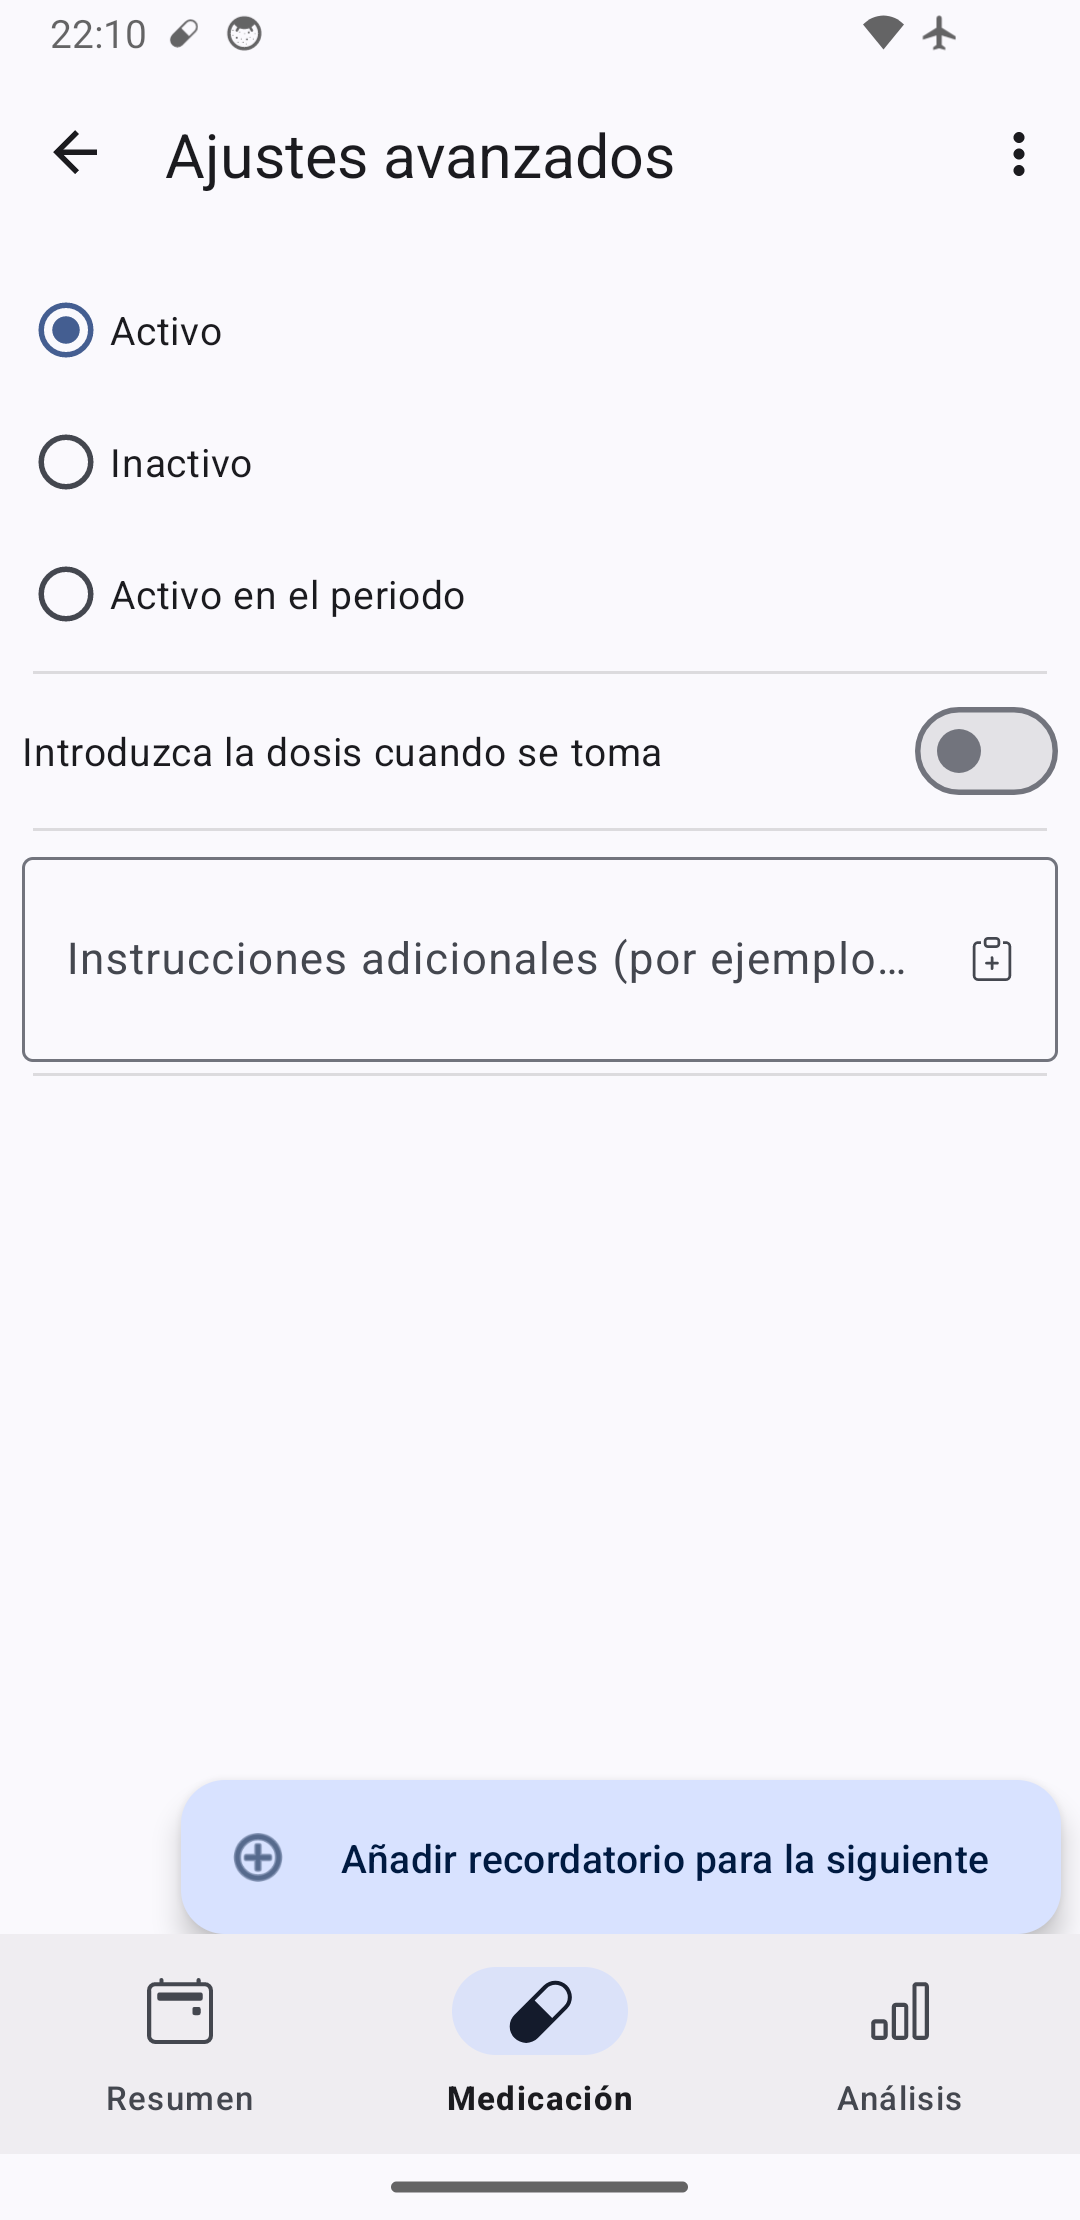 22:10
Ajustes avanzados
Activo
Inactivo
Activo en el periodo
Introduzca la dosis cuando se toma
Instrucciones adicionales (por ejemplo…
Añadir recordatorio para la siguiente
Resumen
Medicación
Análisis